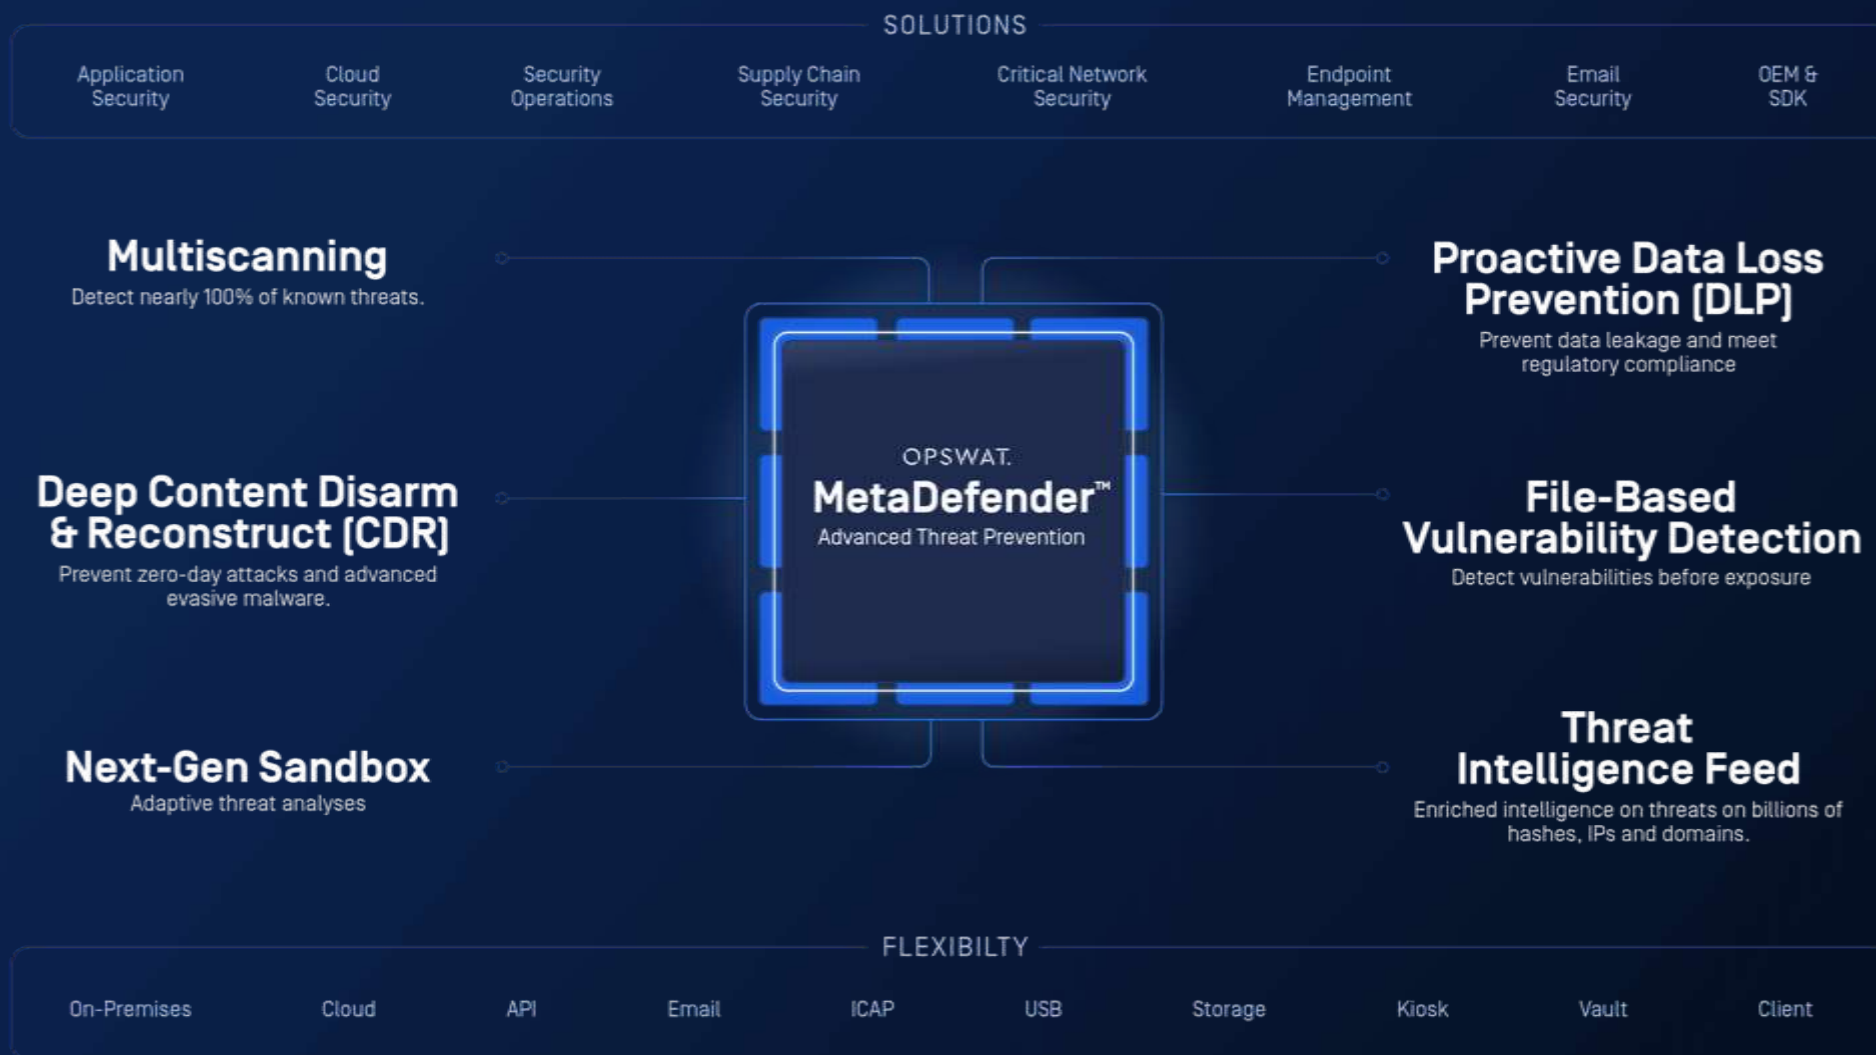 SOLUTIONS
Application
Security
Cloud
Security
Security
Operations
Supply Chain
Security
Critical Network
Security
Endpoint
Management
Email
Security
OEM &
SDK
Multiscanning
Detect nearly 100% of known threats.
Deep Content Disarm
& Reconstruct (CDR)
Prevent zero-day attacks and advanced
evasive malware.
Next-Gen Sandbox
Adaptive threat analyses
OPSWAT.
MetaDefender™
Advanced Threat Prevention
Proactive Data Loss
Prevention (DLP)
Prevent data leakage and meet
regulatory compliance
File-Based
Vulnerability Detection
Detect vulnerabilities before exposure
Threat
Intelligence Feed
Enriched intelligence on threats on billions of
hashes, IPs and domains.
FLEXIBILTY
On-Premises
Cloud
API
Email
ICAP
USB
Storage
Kiosk
Vault
Client